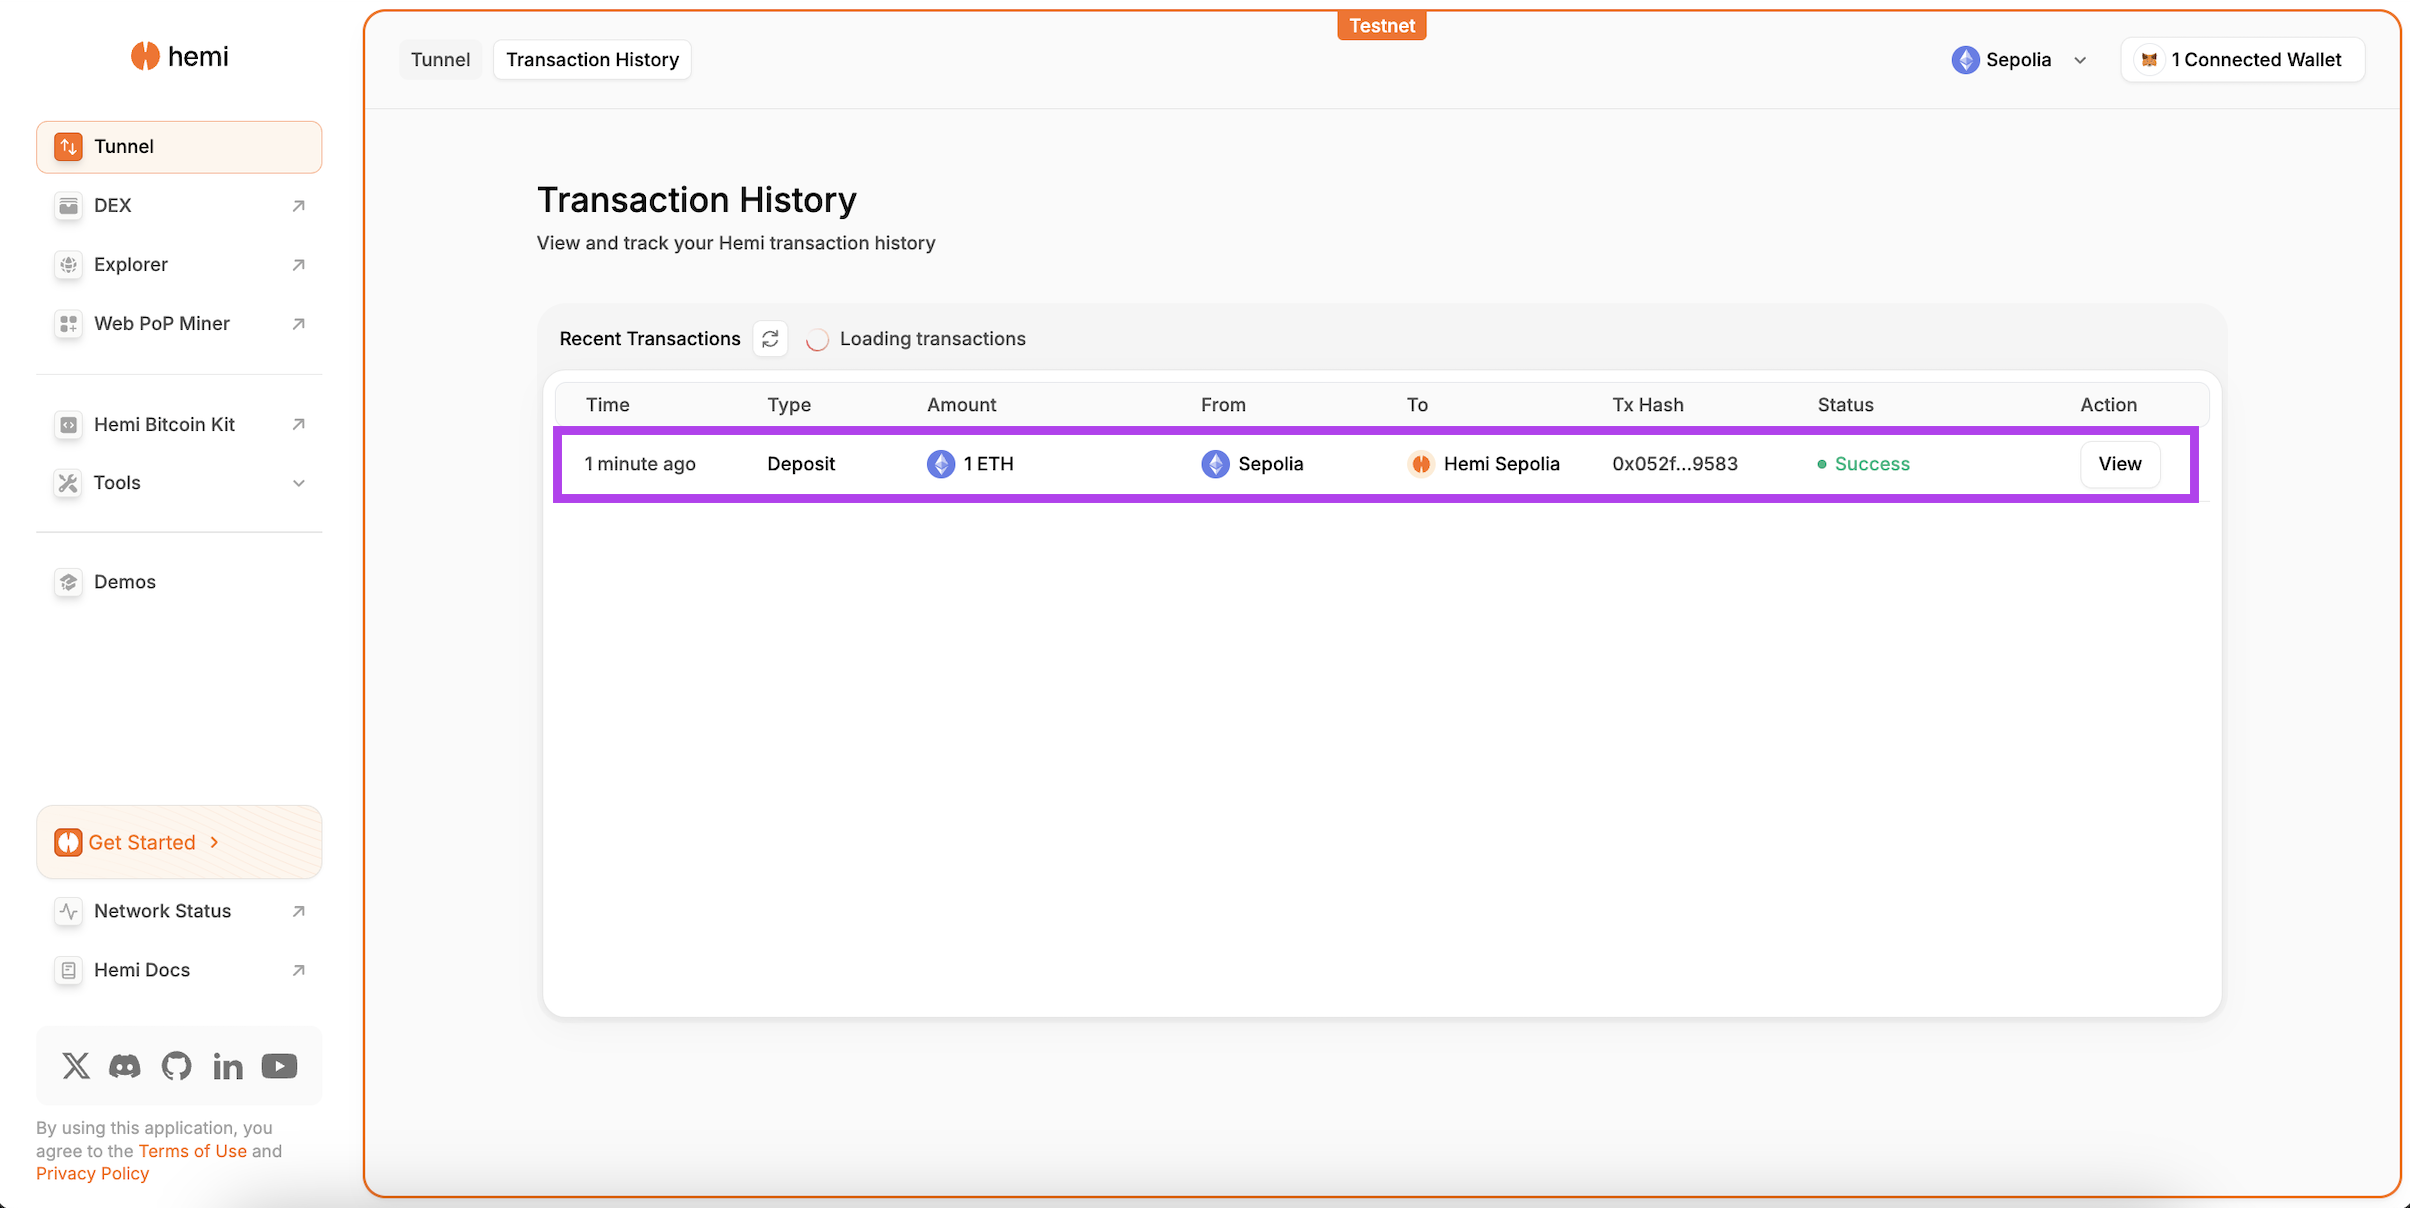 hemi
Tunnel
DEX
Explorer
Web PoP Miner
Hemi Bitcoin Kit
Tools
Demos
Get Started
Network Status
Hemi Docs
By using this application, you
agree to the Terms of Use and
Privacy Policy
Testnet
Tunnel Transaction History Sepolia 1 Connected Wallet
Transaction History
View and track your Hemi transaction history
Recent Transactions Loading transactions
Time Type Amount From To Tx Hash Status Action
1 minute ago Deposit 1 ETH Sepolia Hemi Sepolia 0x052f...9583 Success View